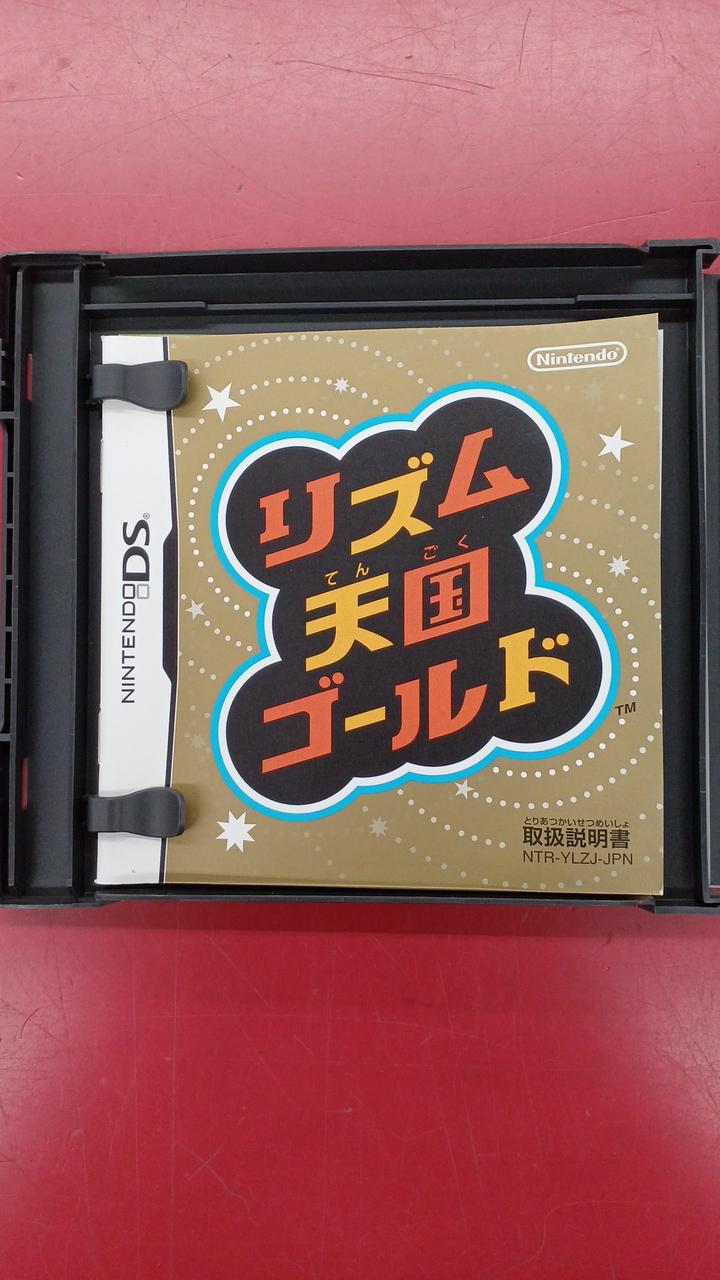 Nintendo®
NINTENDO DS®
リズム
てんごく
天国
ゴールド
TM
とりあつかいせつめいしょ
取扱説明書
NTR-YLZJ-JPN